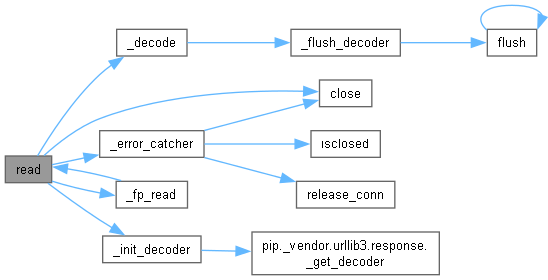 _decode
_flush_decoder
flush
close
read
_error_catcher
isclosed
_fp_read
release_conn
_init_decoder
pip._vendor.urllib3.response.
_get_decoder